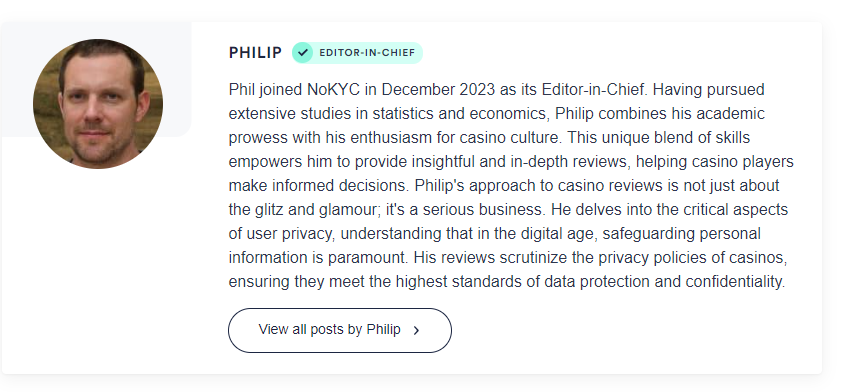 PHILIP EDITOR-IN-CHIEF
Phil joined NoKYC in December 2023 as its Editor-in-Chief. Having pursued
extensive studies in statistics and economics, Philip combines his academic
prowess with his enthusiasm for casino culture. This unique blend of skills
empowers him to provide insightful and in-depth reviews, helping casino players
make informed decisions. Philip's approach to casino reviews is not just about
the glitz and glamour; it's a serious business. He delves into the critical aspects
of user privacy, understanding that in the digital age, safeguarding personal
information is paramount. His reviews scrutinize the privacy policies of casinos,
ensuring they meet the highest standards of data protection and confidentiality.
View all posts by Philip